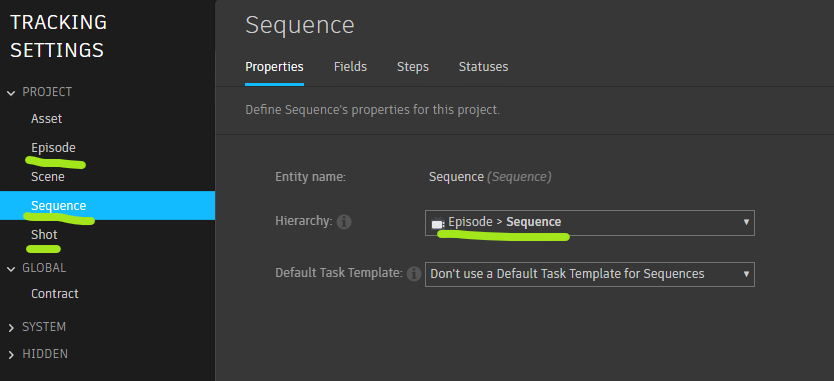 TRACKING
SETTINGS
PROJECT
Asset
Episode
Scene
Sequence
Shot
GLOBAL
Contract
SYSTEM
HIDDEN
Sequence
Properties Fields Steps Statuses
Define Sequence's properties for this project.
Entity name: Sequence (Sequence)
Hierarchy: Episode > Sequence
Default Task Template: Don't use a Default Task Template for Sequences